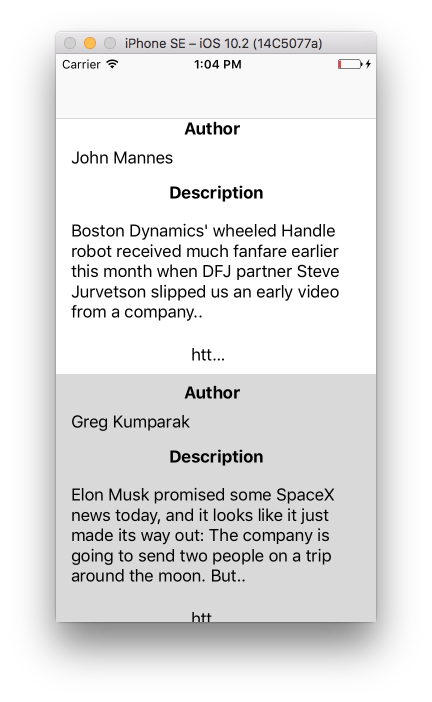 iPhone SE – iOS 10.2 (14C5077a)
Carrier 1:04 PM
Author
John Mannes
Description
Boston Dynamics' wheeled Handle
robot received much fanfare earlier
this month when DFJ partner Steve
Jurvetson slipped us an early video
from a company..
htt...
Author
Greg Kumparak
Description
Elon Musk promised some SpaceX
news today, and it looks like it just
made its way out: The company is
going to send two people on a trip
around the moon. But..
htt